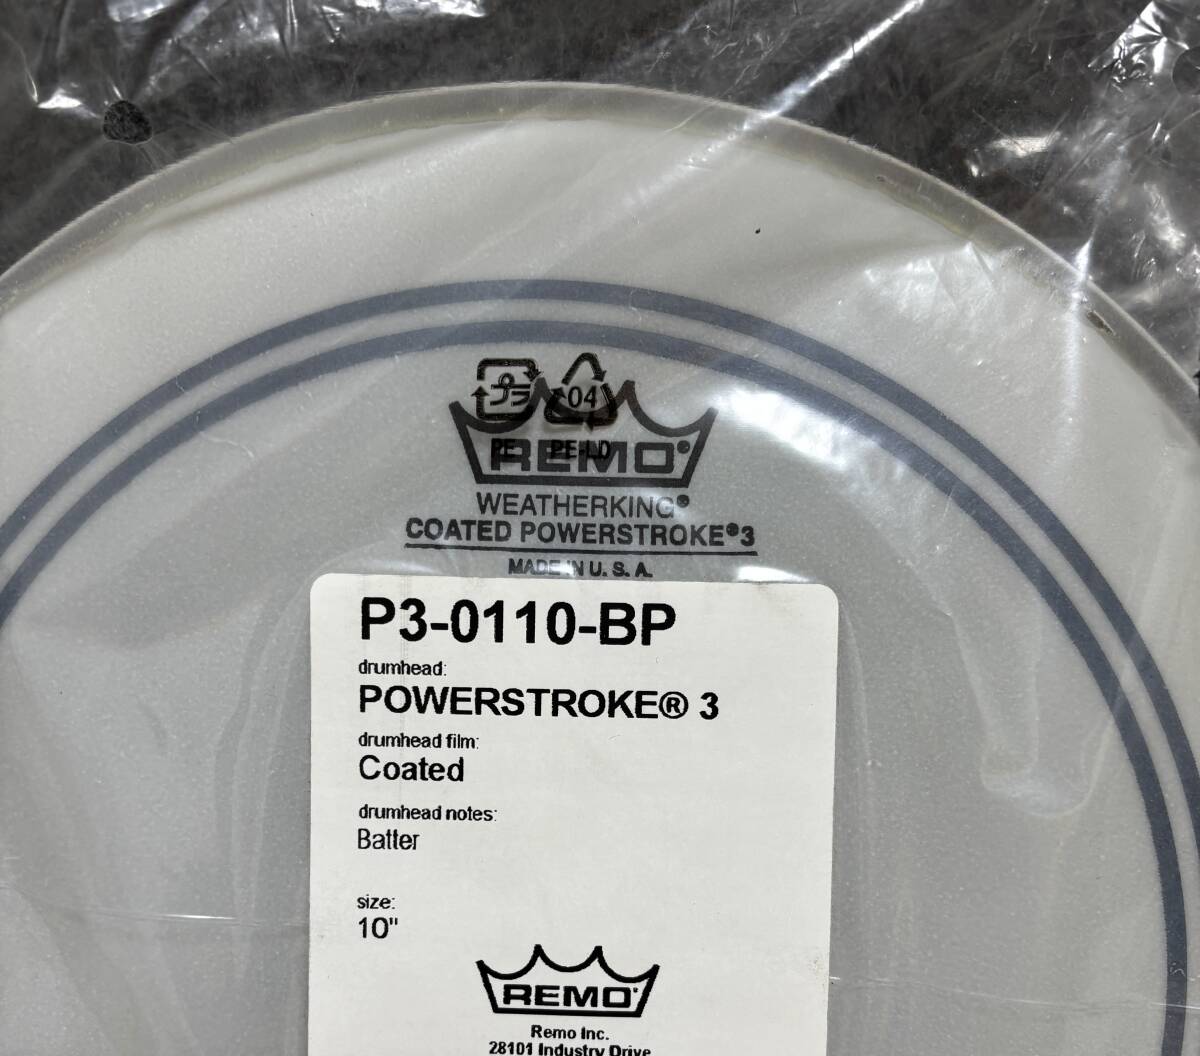 プラ
04
PE PE-LD
REMO®
WEATHERKING®
COATED POWERSTROKE®3
MADE IN U. S. A.
P3-0110-BP
drumhead:
POWERSTROKE® 3
drumhead film:
Coated
drumhead notes:
Batter
size:
10"
REMO
Remo Inc.
28101 Industry Drive